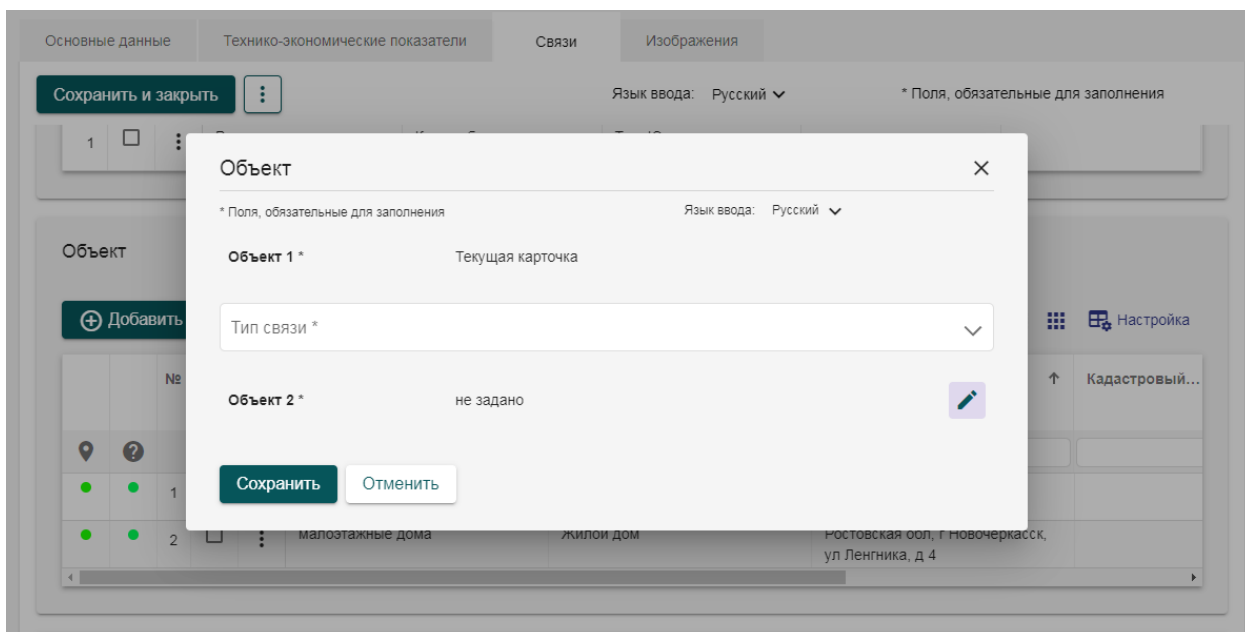 Основные данные Технико-экономические показатели Связи Изображения
Сохранить и закрыть Язык ввода: Русский * Поля, обязательные для заполнения
1
Объект
* Поля, обязательные для заполнения Язык ввода: Русский
Объект
Объект 1 * Текущая карточка
Добавить Тип связи * Настройка
№ Кадастровый...
Объект 2 * не задано
Сохранить Отменить
1
2 малоэтажные дома Жилой дом Ростовская обл, г Новочеркасск,
ул Ленгника, д 4